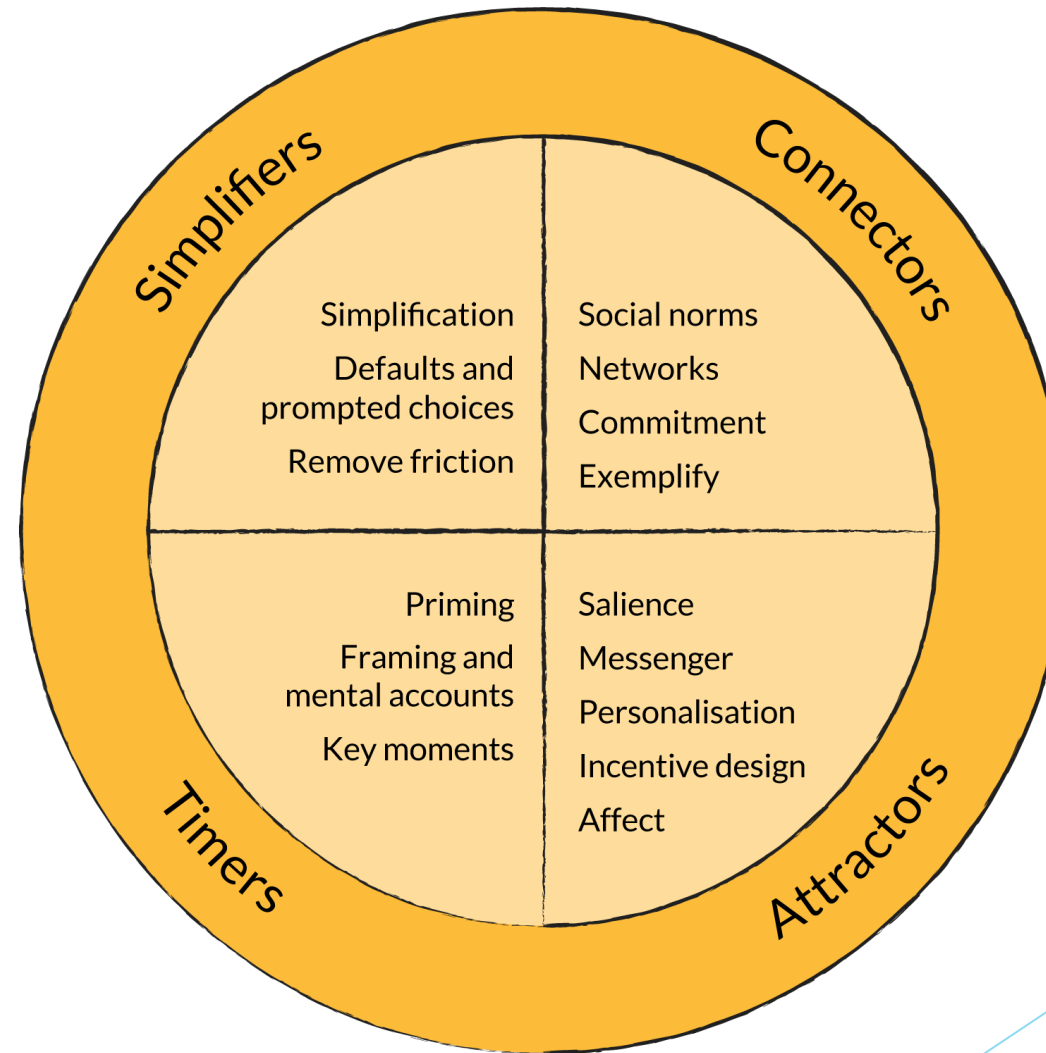 Simplifiers
Simplification
Defaults and
prompted choices
Remove friction
Connectors
Social norms
Networks
Commitment
Exemplify
Timers
Priming
Framing and
mental accounts
Key moments
Attractors
Salience
Messenger
Personalisation
Incentive design
Affect